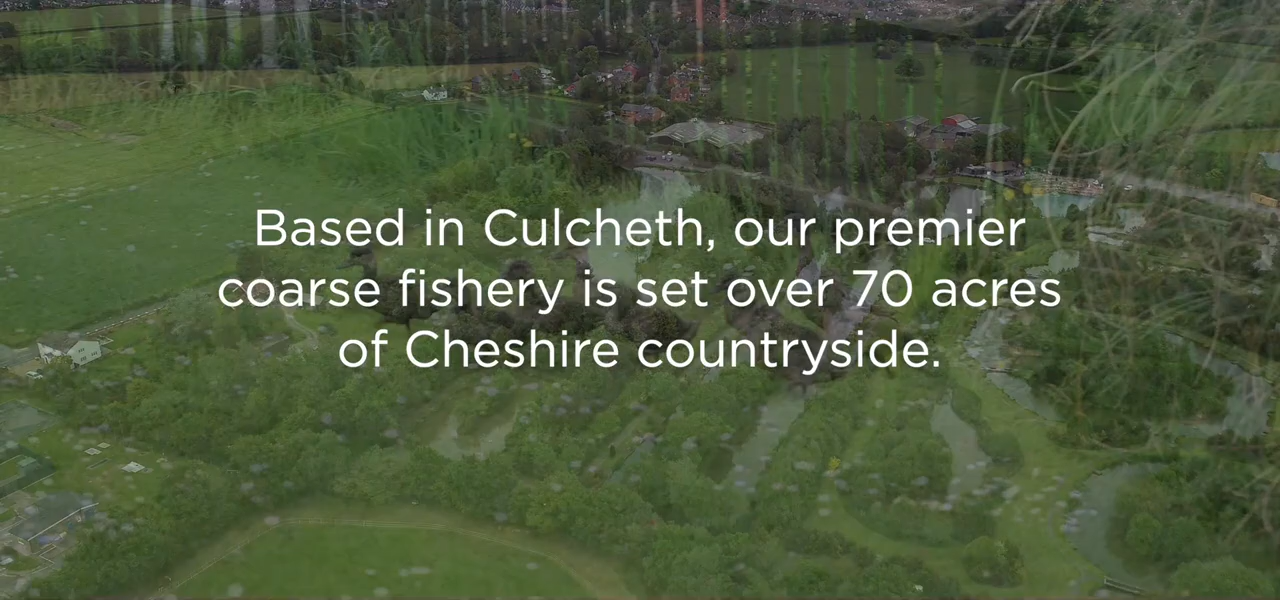 Based in Culcheth, our premier
coarse fishery is set over 70 acres
of Cheshire countryside.